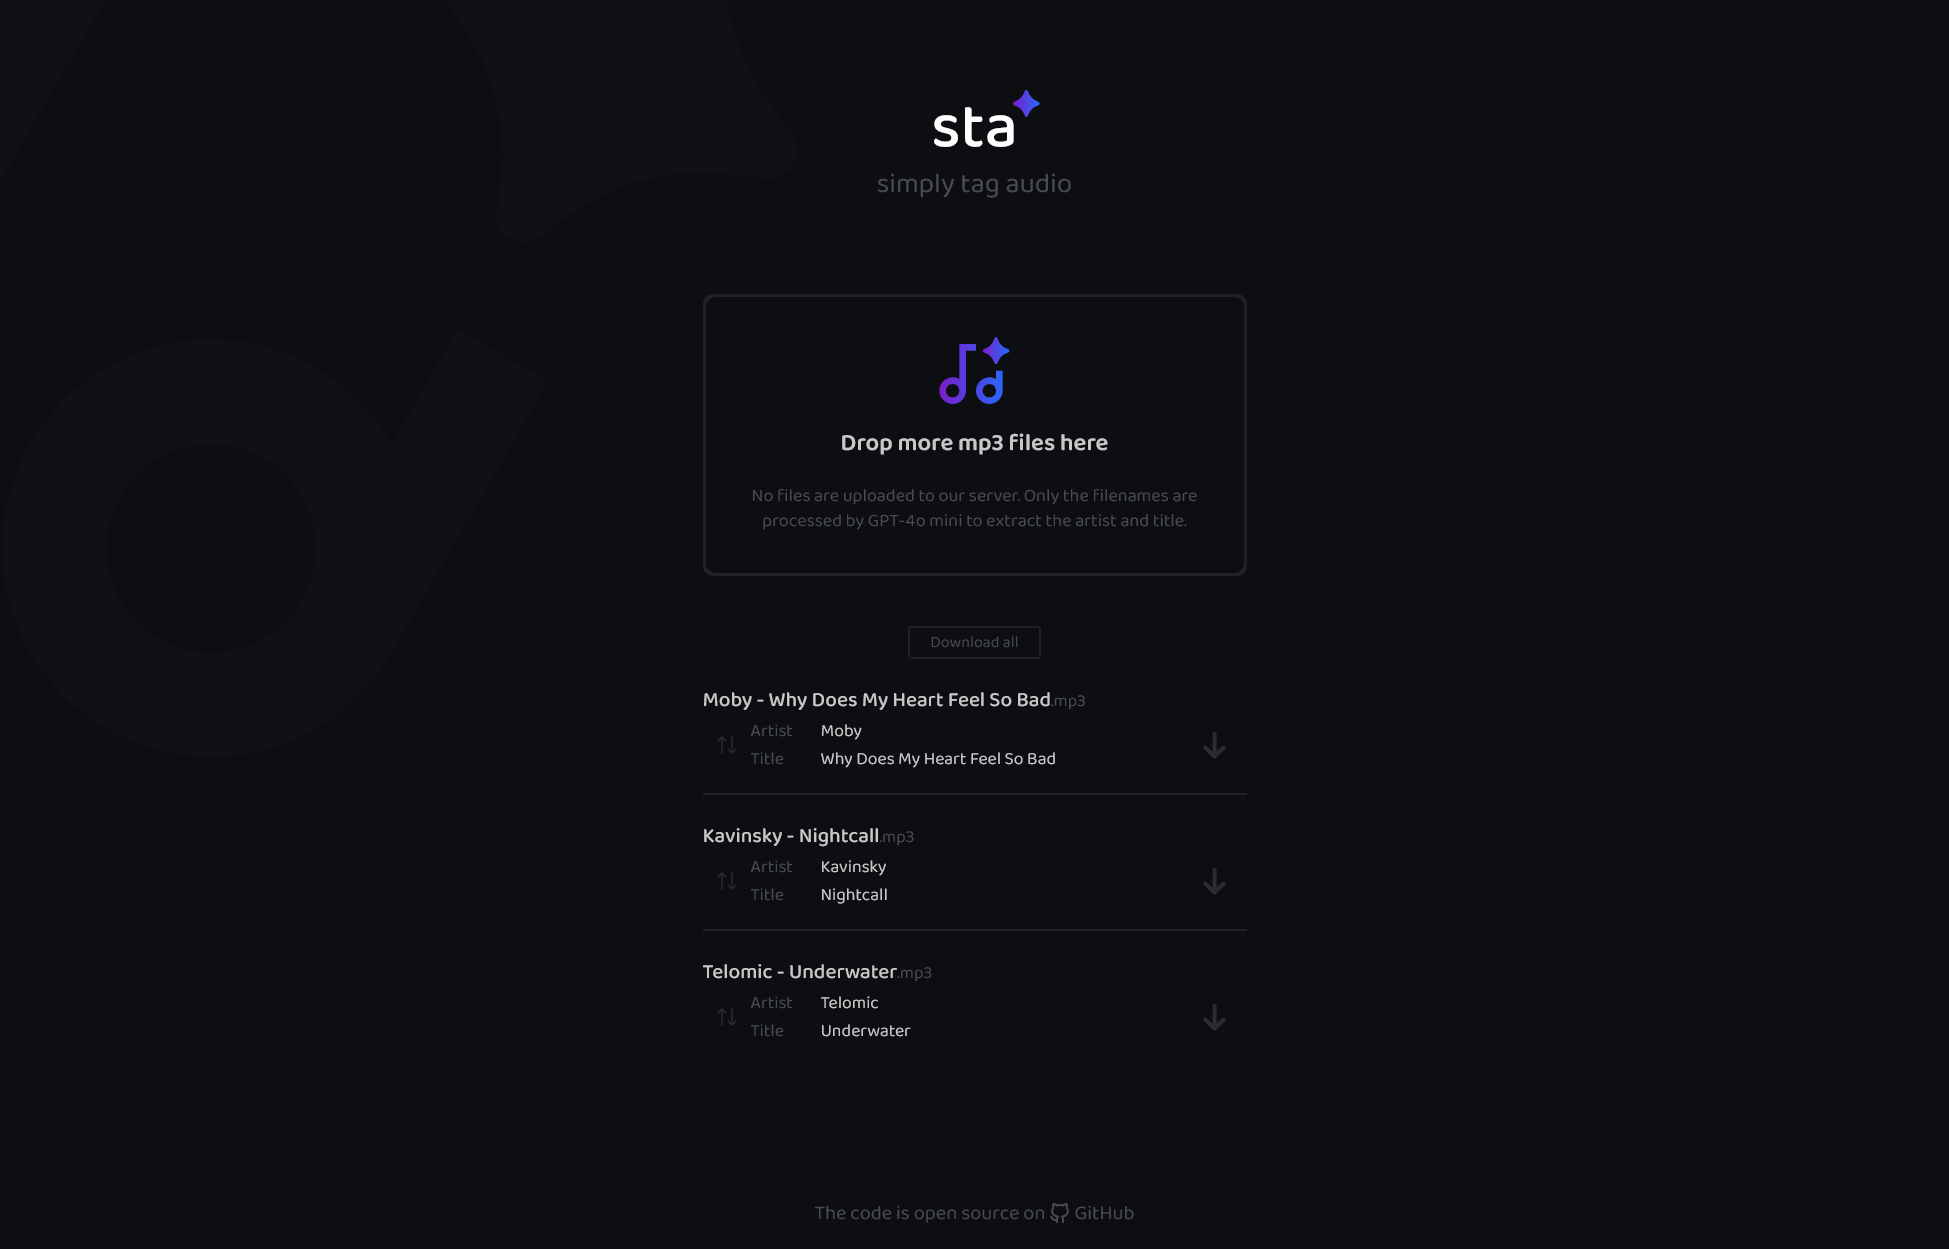 sta
simply tag audio
Drop more mp3 files here
No files are uploaded to our server. Only the filenames are
processed by GPT-4o mini to extract the artist and title.
Download all
Moby - Why Does My Heart Feel So Bad.mp3
Artist Moby
Title Why Does My Heart Feel So Bad
Kavinsky - Nightcall.mp3
Artist Kavinsky
Title Nightcall
Telomic - Underwater.mp3
Artist Telomic
Title Underwater
The code is open source on GitHub